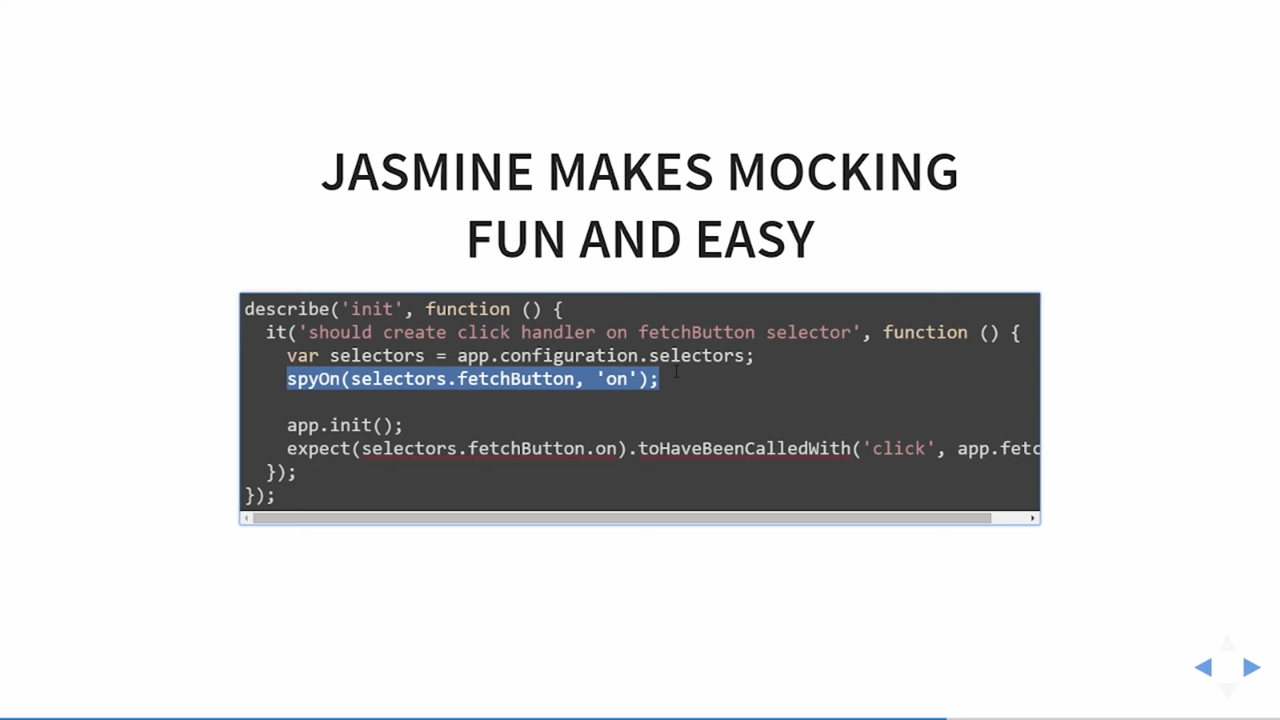 JASMINE MAKES MOCKING
FUN AND EASY
describe('init', function () {
it('should create click handler on fetchButton selector', function () {
var selectors = app.configuration.selectors;
spyOn(selectors.fetchButton, 'on');
app.init();
expect(selectors.fetchButton.on).toHaveBeenCalledWith('click', app.fetc
});
});